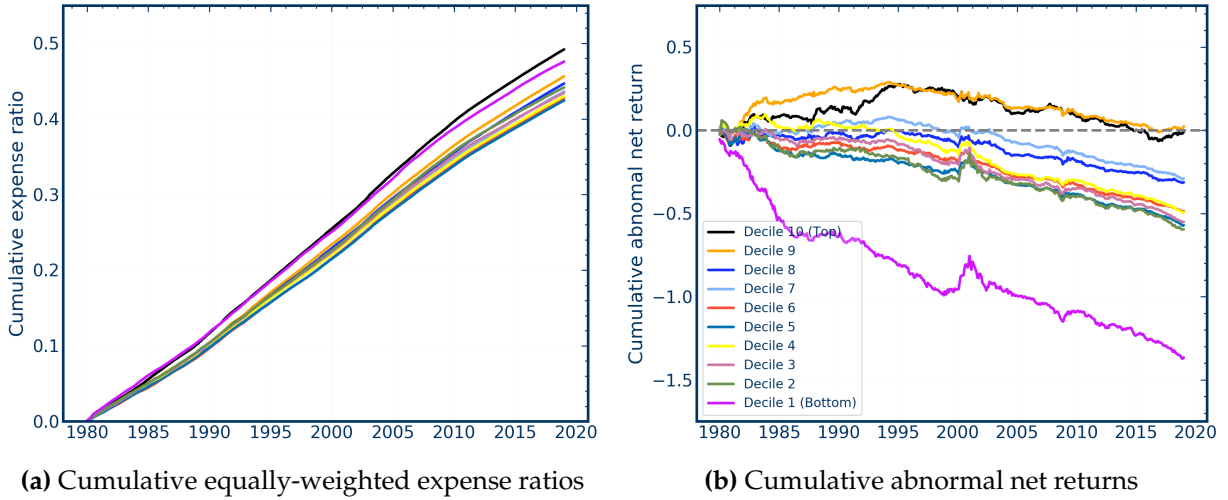 Cumulative expense ratio
0.5
0.4
0.3
0.2
0.1
0.0
1980 1985 1990 1995 2000 2005 2010 2015 2020
(a) Cumulative equally-weighted expense ratios
Cumulative abnomal net return
0.5
0.0
−0.5
−1.0
−1.5
Decile 10 (Top)
Decile 9
Decile 8
Decile 7
Decile 6
Decile 5
Decile 4
Decile 3
Decile 2
Decile 1 (Bottom)
1980 1985 1990 1995 2000 2005 2010 2015 2020
(b) Cumulative abnormal net returns